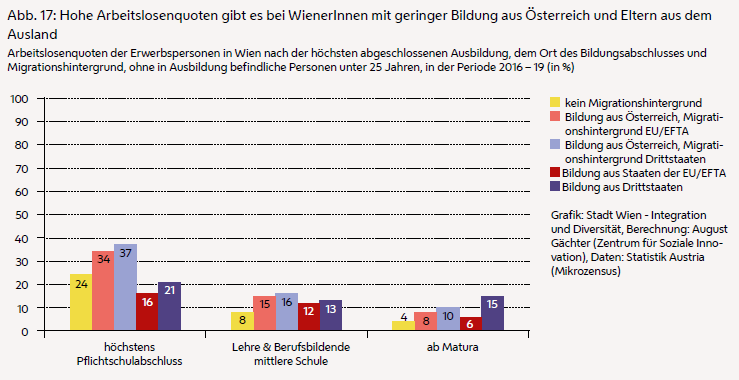 Abb. 17: Hohe Arbeitslosenquoten gibt es bei WienerInnen mit geringer Bildung aus Österreich und Eltern aus dem
Ausland
Arbeitslosenquoten der Erwerbspersonen in Wien nach der höchsten abgeschlossenen Ausbildung, dem Ort des Bildungsabschlusses und
Migrationshintergrund, ohne in Ausbildung befindliche Personen unter 25 Jahren, in der Periode 2016 – 19 (in %)
100
90
80
70
60
50
40
30
20
10
0
24
34
37
16
21
8
15
16
12
13
4
8
10
6
15
höchstens
Pflichtschulabschluss
Lehre & Berufsbildende
mittlere Schule
ab Matura
kein Migrationshintergrund
Bildung aus Österreich, Migrati-
onshintergrund EU/EFTA
Bildung aus Österreich, Migrati-
onshintergrund Drittstaaten
Bildung aus Staaten der EU/EFTA
Bildung aus Drittstaaten
Grafik: Stadt Wien - Integration
und Diversität, Berechnung: August
Gächter (Zentrum für Soziale Inno-
vation), Daten: Statistik Austria
(Mikrozensus)